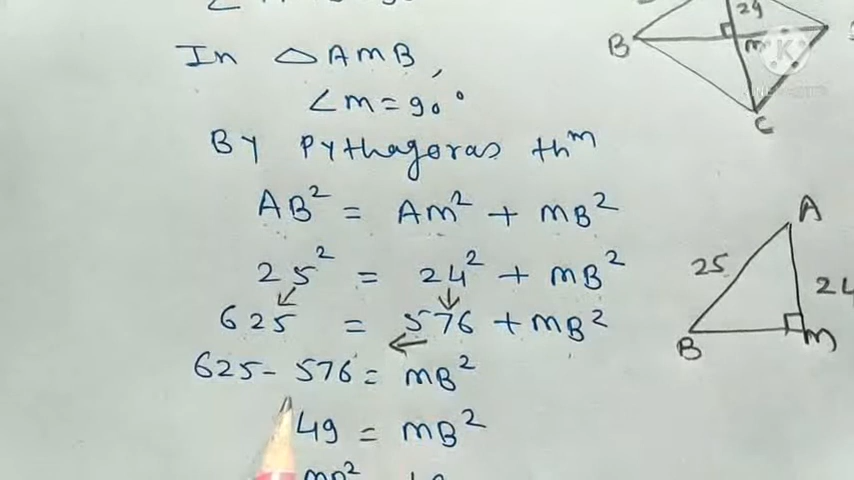 In △AMB,
∠m = 90°
By Pythagoras thᵐ
AB² = AM² + MB²
25² = 24² + MB²
625 = 576 + MB²
625 - 576 = MB²
49 = MB²
24
B
M
C
K
A
25
24
B
M